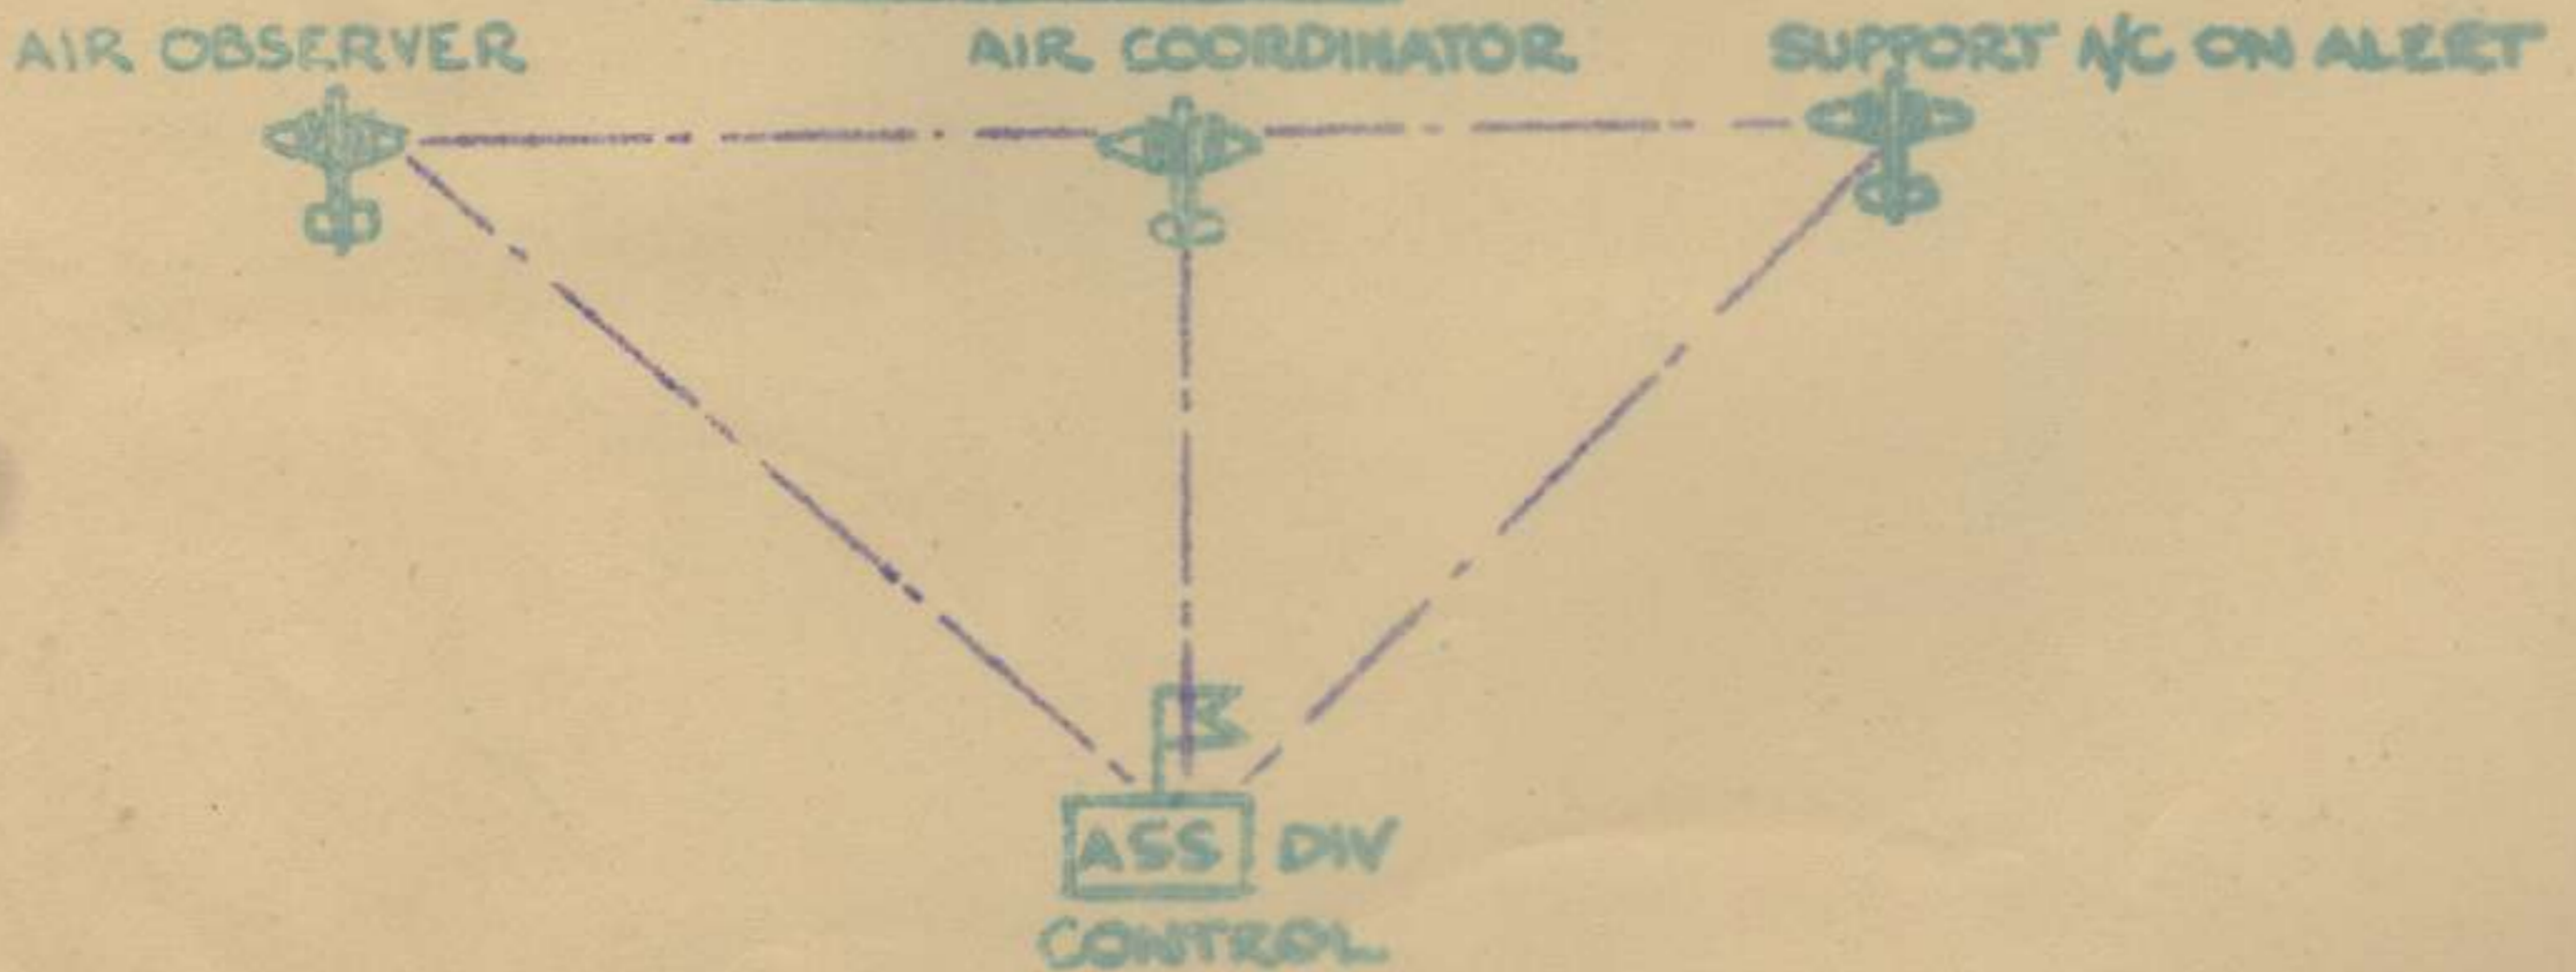 AIR OBSERVER
AIR COORDINATOR
SUPPORT A/C ON ALERT
ASS DIV
CONTROL